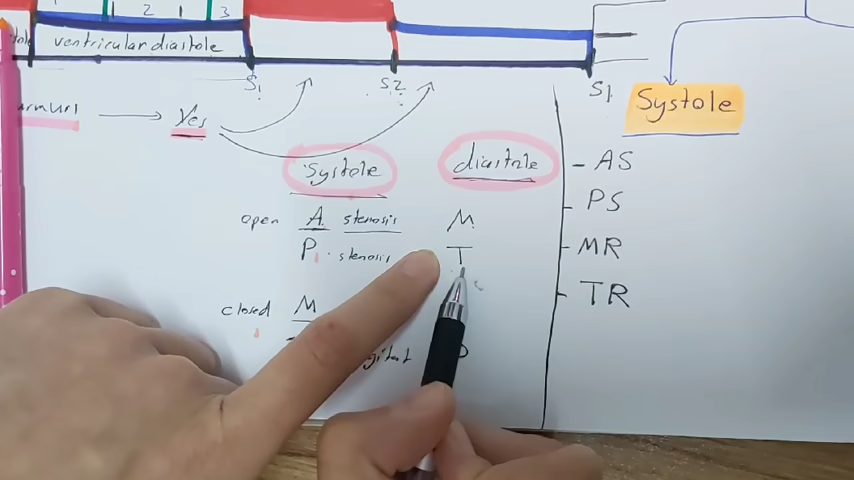 1 2 1 3
ventricular diastole
S1 S2 S1
Yes
Systole
systole diastole
AS
open A stenosis M
PS
P stenosis T
MR
TR
closed M